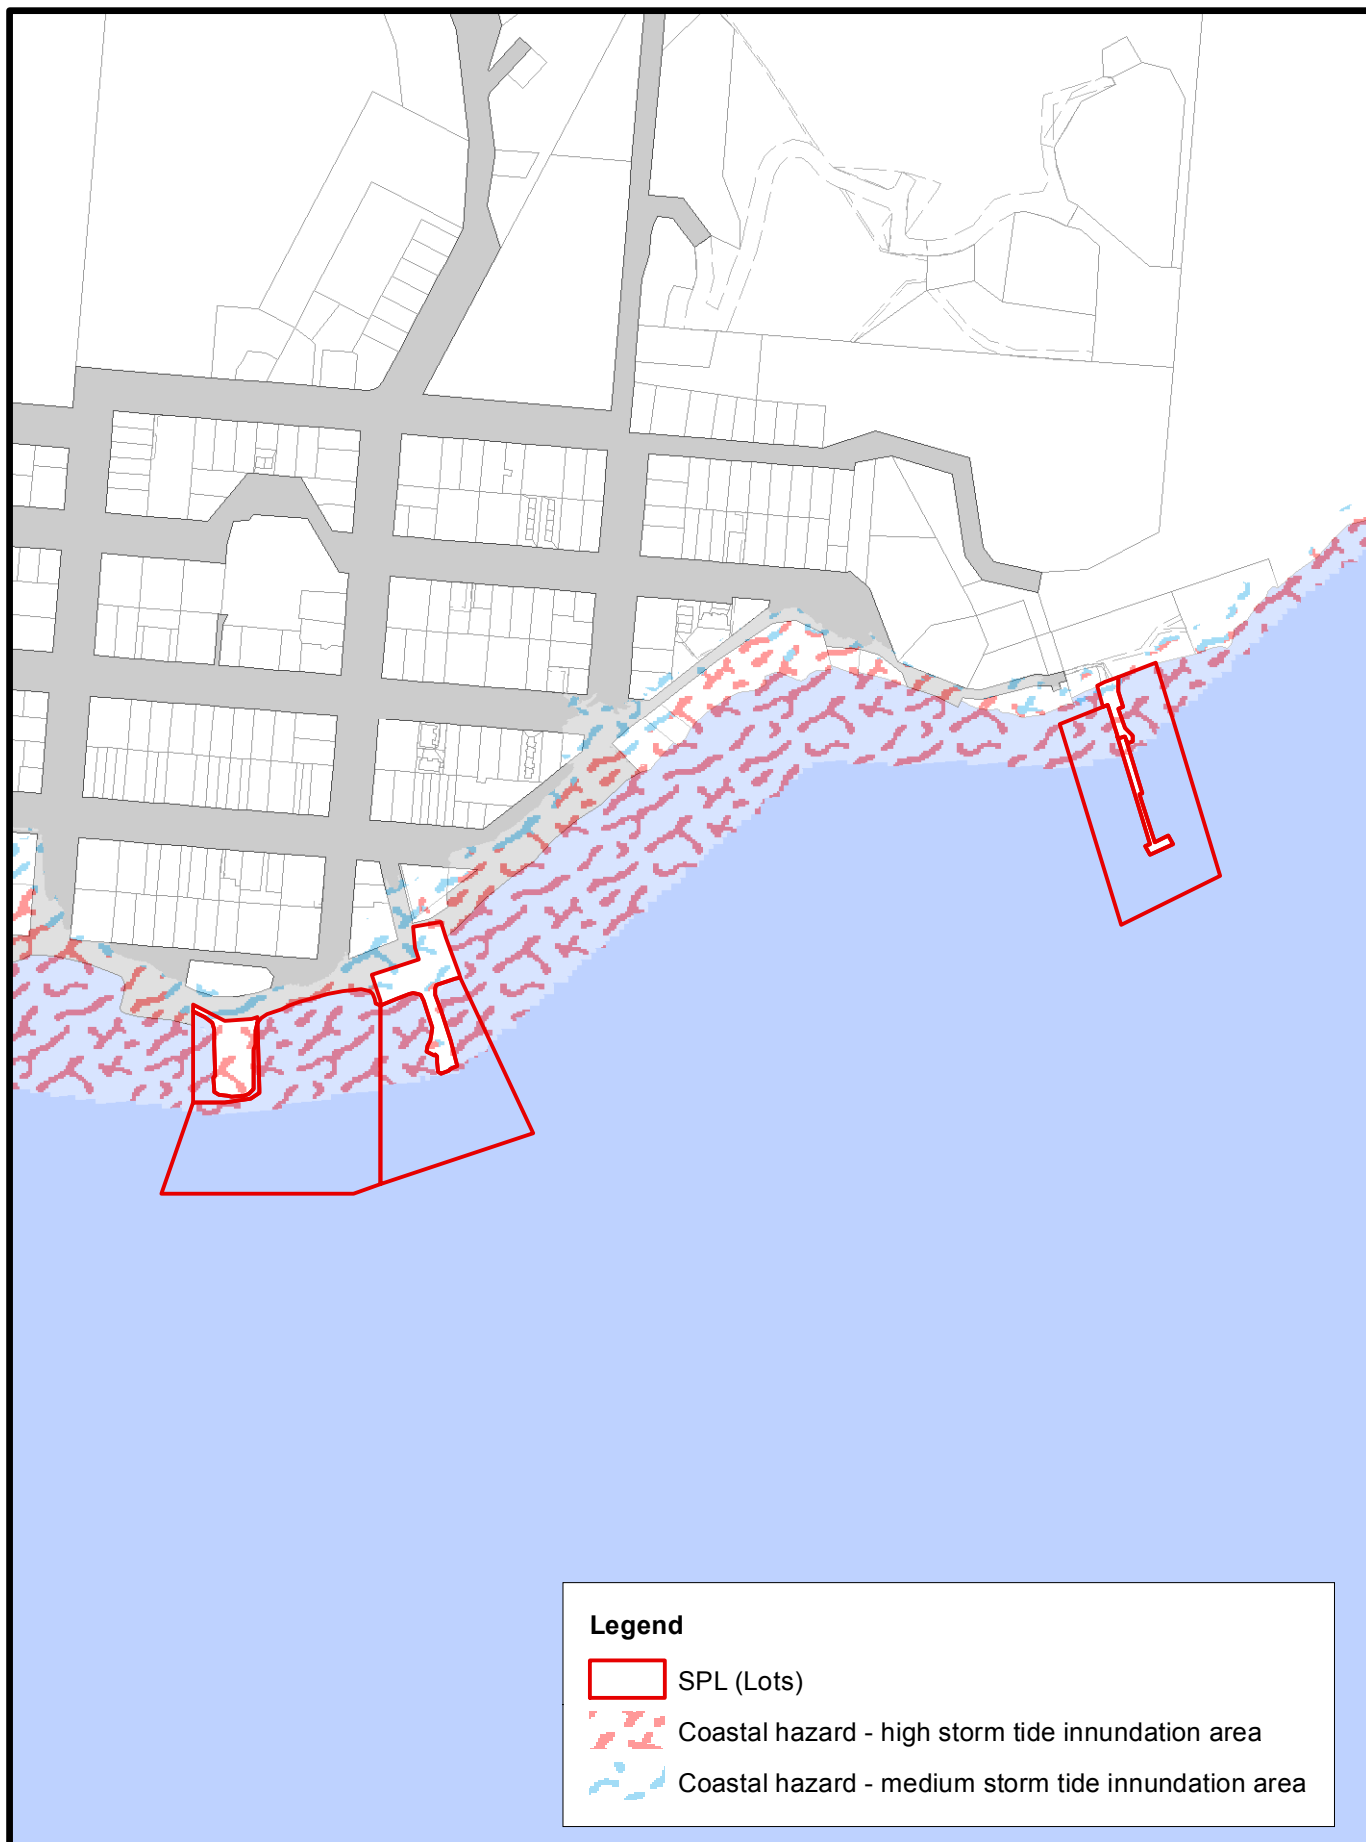 Legend
SPL (Lots)
Coastal hazard - high storm tide innundation area
Coastal hazard - medium storm tide innundation area